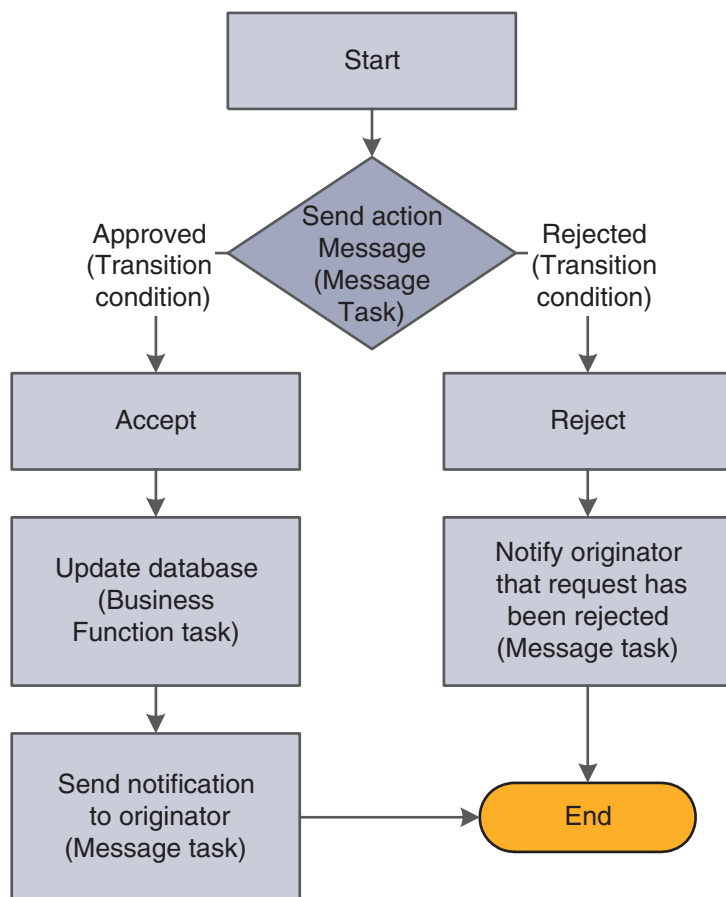 Start
Send action
Message
(Message
Task)
Approved
(Transition
condition)
Rejected
(Transition
condition)
Accept
Reject
Update database
(Business
Function task)
Notify originator
that request has
been rejected
(Message task)
Send notification
to originator
(Message task)
End